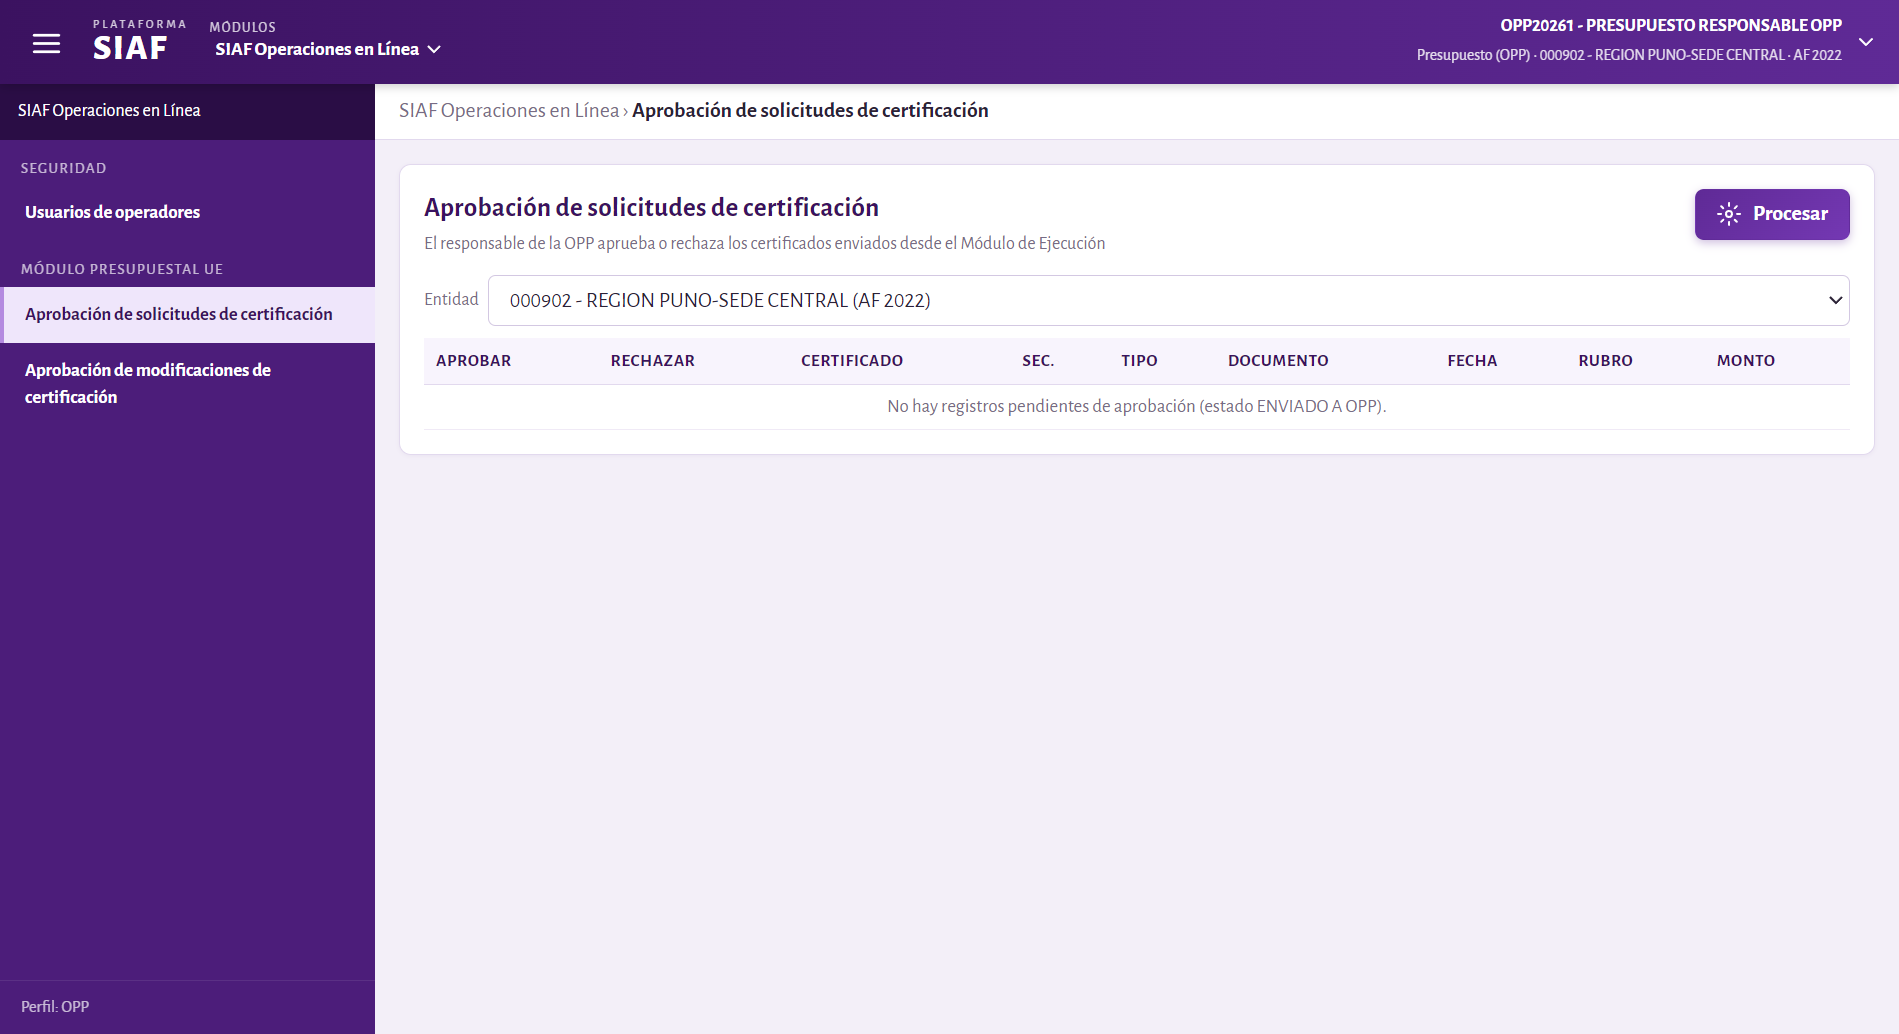 PLATAFORMA
SIAF
MÓDULOS
SIAF Operaciones en Línea
OPP20261 - PRESUPUESTO RESPONSABLE OPP
Presupuesto (OPP) · 000902 - REGION PUNO-SEDE CENTRAL · AF 2022
SIAF Operaciones en Línea
SEGURIDAD
Usuarios de operadores
MÓDULO PRESUPUESTAL UE
Aprobación de solicitudes de certificación
Aprobación de modificaciones de
certificación
Perfil: OPP
SIAF Operaciones en Línea › Aprobación de solicitudes de certificación
Aprobación de solicitudes de certificación
El responsable de la OPP aprueba o rechaza los certificados enviados desde el Módulo de Ejecución
Procesar
Entidad 000902 - REGION PUNO-SEDE CENTRAL (AF 2022)
APROBAR RECHAZAR CERTIFICADO SEC. TIPO DOCUMENTO FECHA RUBRO MONTO
No hay registros pendientes de aprobación (estado ENVIADO A OPP).